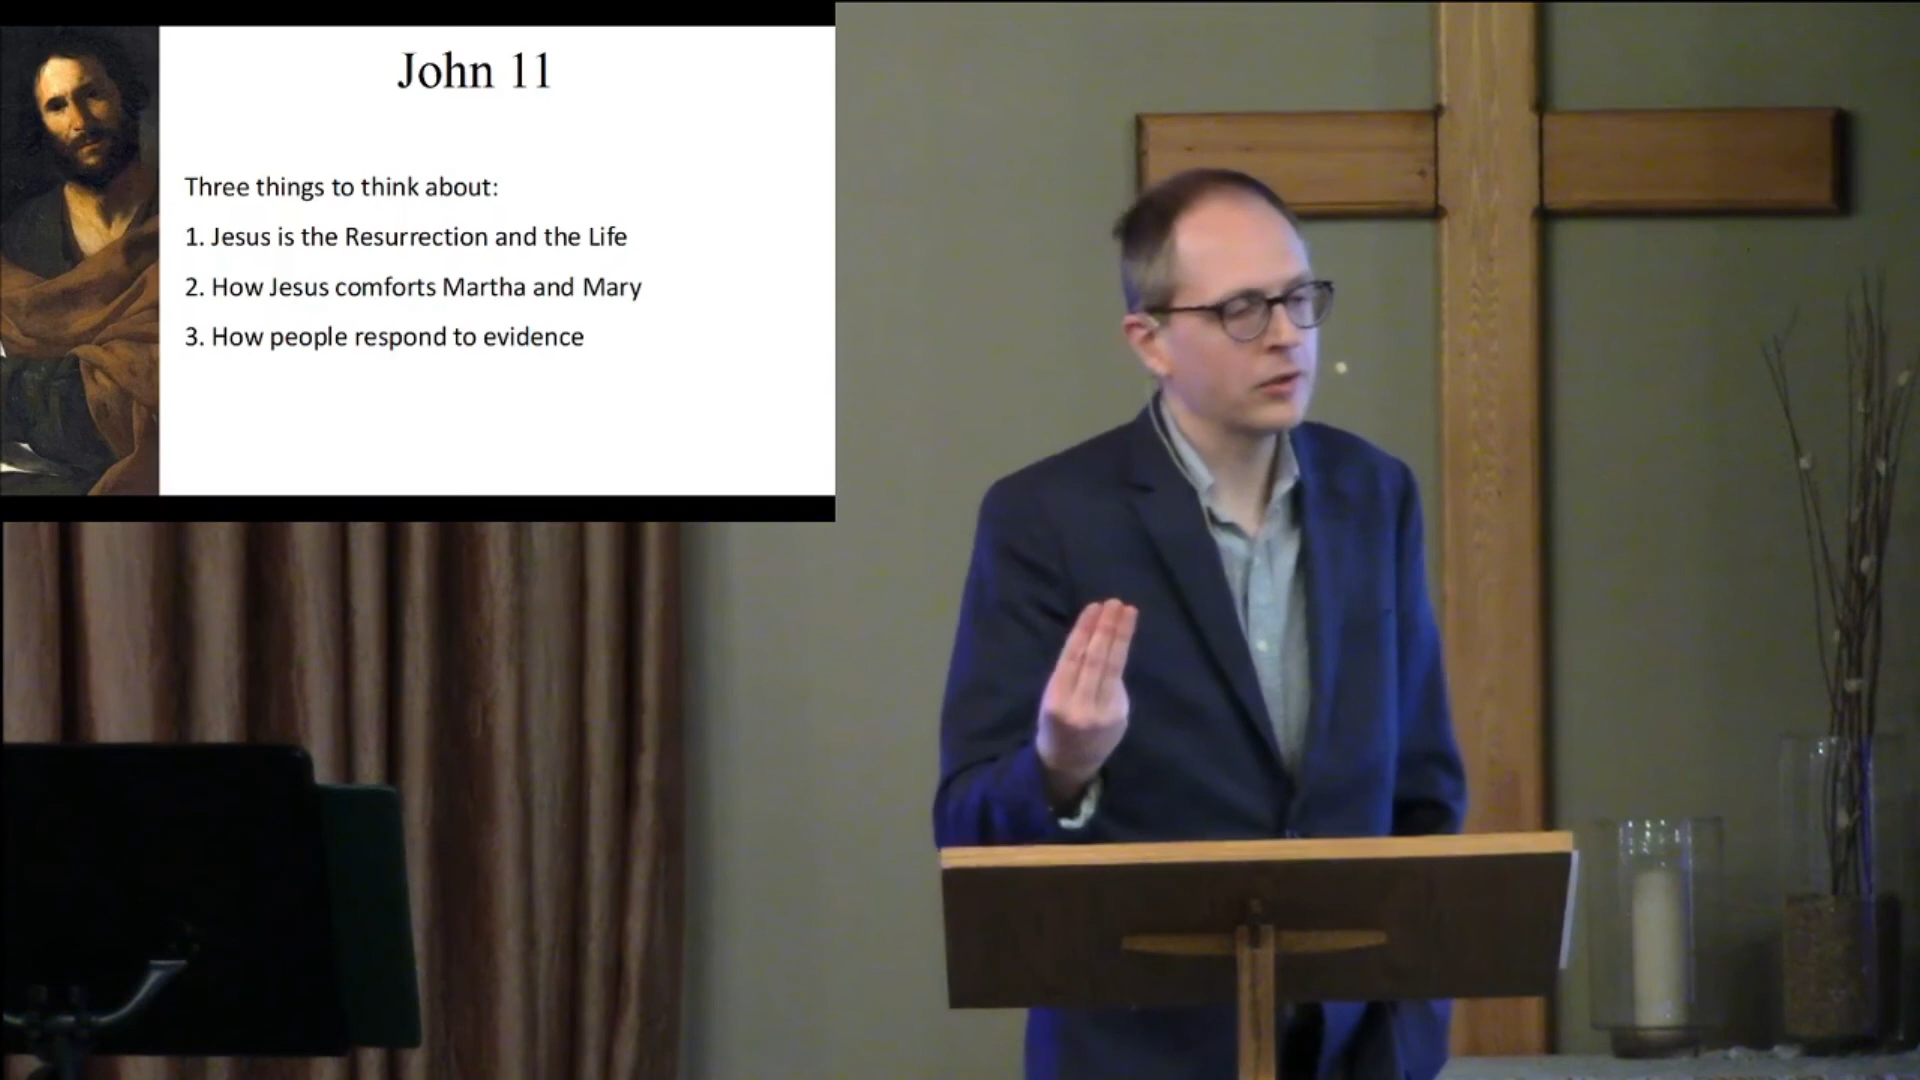 John 11
Three things to think about:
1. Jesus is the Resurrection and the Life
2. How Jesus comforts Martha and Mary
3. How people respond to evidence